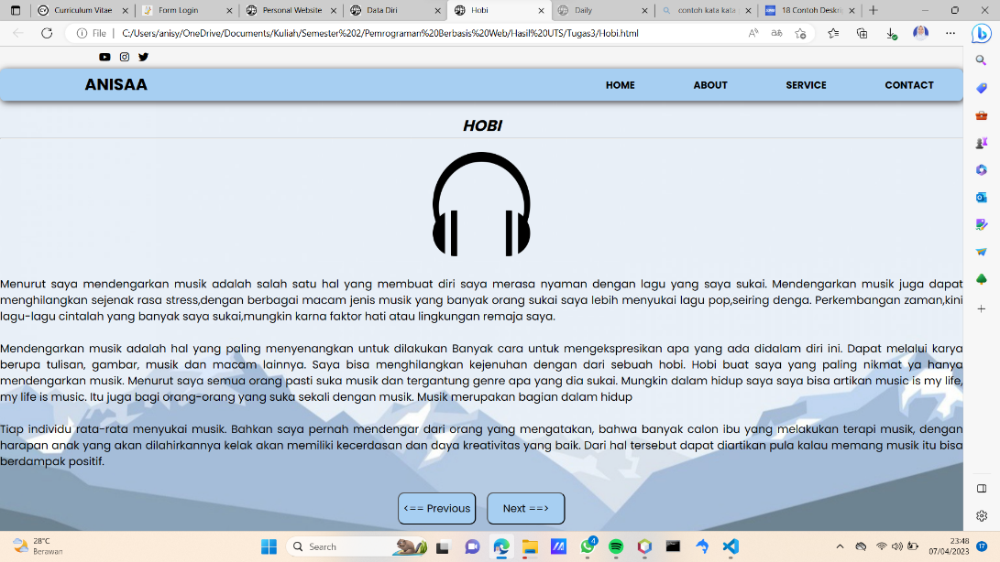 Curriculum Vitae
Form Login
Personal Website
Data Diri
Hobi
Daily
contoh kata kata
18 Contoh Deskri
File
C:/Users/anisy/OneDrive/Documents/Kuliah/Semester%202/Pemrograman%20Berbasis%20Web/Hasil%20UTS/Tugas3/Hobi.html
ANISAA
HOME
ABOUT
SERVICE
CONTACT
HOBI
Menurut saya mendengarkan musik adalah salah satu hal yang membuat diri saya merasa nyaman dengan lagu yang saya sukai. Mendengarkan musik juga dapat
menghilangkan sejenak rasa stress,dengan berbagai macam jenis musik yang banyak orang sukai saya lebih menyukai lagu pop,seiring denga. Perkembangan zaman,kini
lagu-lagu cintalah yang banyak saya sukai,mungkin karna faktor hati atau lingkungan remaja saya.
Mendengarkan musik adalah hal yang paling menyenangkan untuk dilakukan Banyak cara untuk mengekspresikan apa yang ada didalam diri ini. Dapat melalui karya
berupa tulisan, gambar, musik dan macam lainnya. Saya bisa menghilangkan kejenuhan dengan dari sebuah hobi. Hobi buat saya yang paling nikmat ya hanya
mendengarkan musik. Menurut saya semua orang pasti suka musik dan tergantung genre apa yang dia sukai. Mungkin dalam hidup saya saya bisa artikan music is my life,
my life is music. Itu juga bagi orang-orang yang suka sekali dengan musik. Musik merupakan bagian dalam hidup
Tiap individu rata-rata menyukai musik. Bahkan saya pernah mendengar dari orang yang mengatakan, bahwa banyak calon ibu yang melakukan terapi musik, dengan
harapan anak yang akan dilahirkannya kelak akan memiliki kecerdasan dan daya kreativitas yang baik. Dari hal tersebut dapat diartikan pula kalau memang musik itu bisa
berdampak positif.
<== Previous
Next ==>
28°C
Berawan
Search
4
23:48
07/04/2023
17